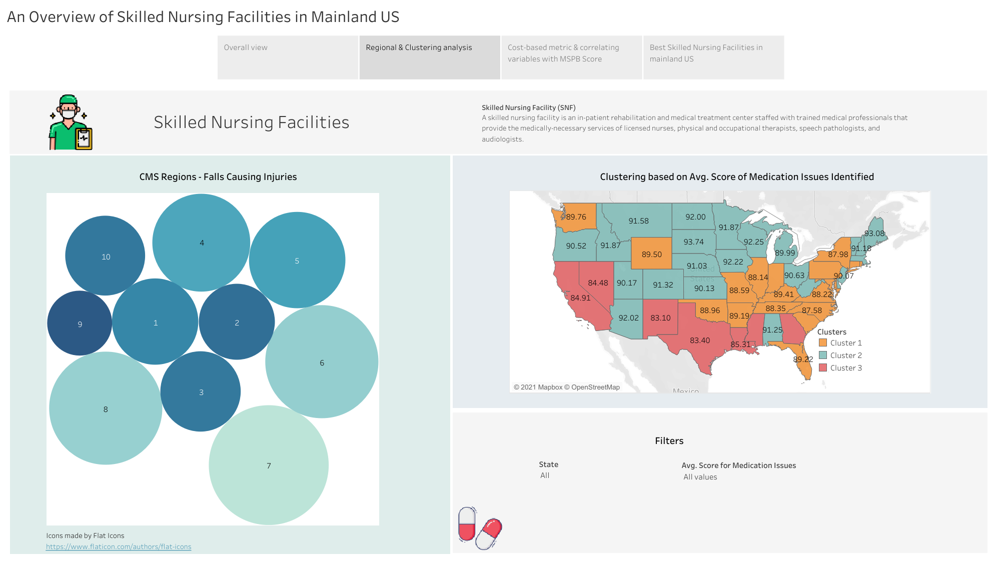 An Overview of Skilled Nursing Facilities in Mainland US
Overall view
Regional & Clustering analysis
Cost-based metric & correlating
variables with MSPB Score
Best Skilled Nursing Facilities in
mainland US
Skilled Nursing Facilities
Skilled Nursing Facility (SNF)
A skilled nursing facility is an in-patient rehabilitation and medical treatment center staffed with trained medical professionals that
provide the medically-necessary services of licensed nurses, physical and occupational therapists, speech pathologists, and
audiologists.
CMS Regions - Falls Causing Injuries
4
5
10
9
1
2
6
3
8
7
Icons made by Flat Icons
https://www.flaticon.com/authors/flat-icons
Clustering based on Avg. Score of Medication Issues Identified
89.76
91.58
92.00
91.87
93.08
90.52
91.87
93.74
92.25
91.18
89.50
89.99
87.98
91.03
92.22
United
States
84.48
90.17
91.32
90.13
88.14
90.63
90.07
84.91
88.59
89.41
88.22
92.02
83.10
88.96
89.19
88.35
87.58
83.40
85.31
91.25
89.22
Clusters
Cluster 1
Cluster 2
Cluster 3
© 2021 Mapbox © OpenStreetMap
Mexico
Filters
State
All
Avg. Score for Medication Issues
All values